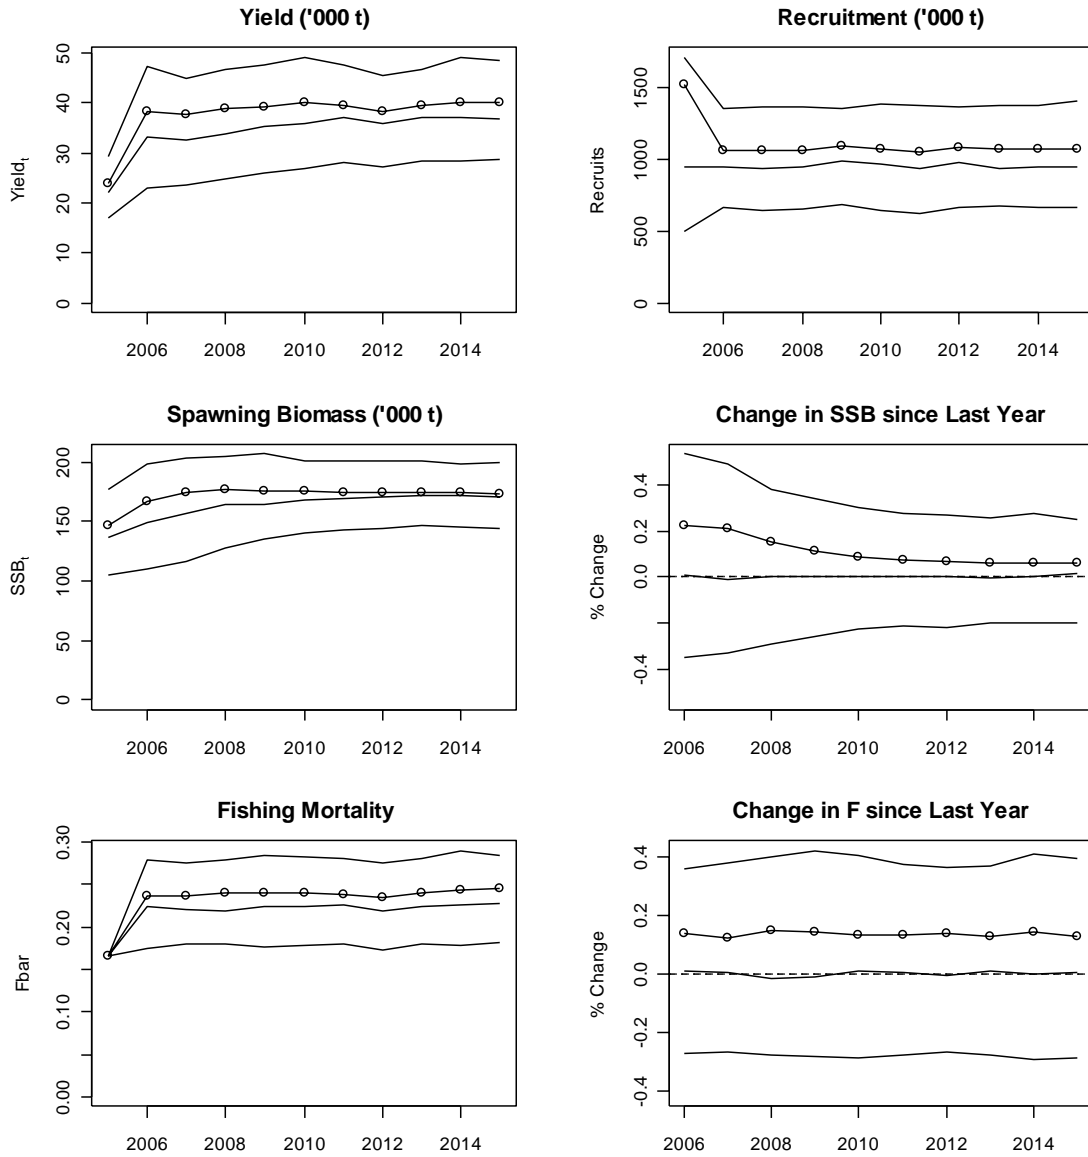 Yield ('000 t)
Yield_t
50
40
30
20
10
0
2006 2008 2010 2012 2014
Recruitment ('000 t)
Recruits
1500
1000
500
0
2006 2008 2010 2012 2014
Spawning Biomass ('000 t)
SSB_t
200
150
100
50
0
2006 2008 2010 2012 2014
Change in SSB since Last Year
% Change
0.4
0.2
0.0
-0.4
2006 2008 2010 2012 2014
Fishing Mortality
Fbar
0.30
0.20
0.10
0.00
2006 2008 2010 2012 2014
Change in F since Last Year
% Change
0.4
0.2
0.0
-0.2
-0.4
2006 2008 2010 2012 2014